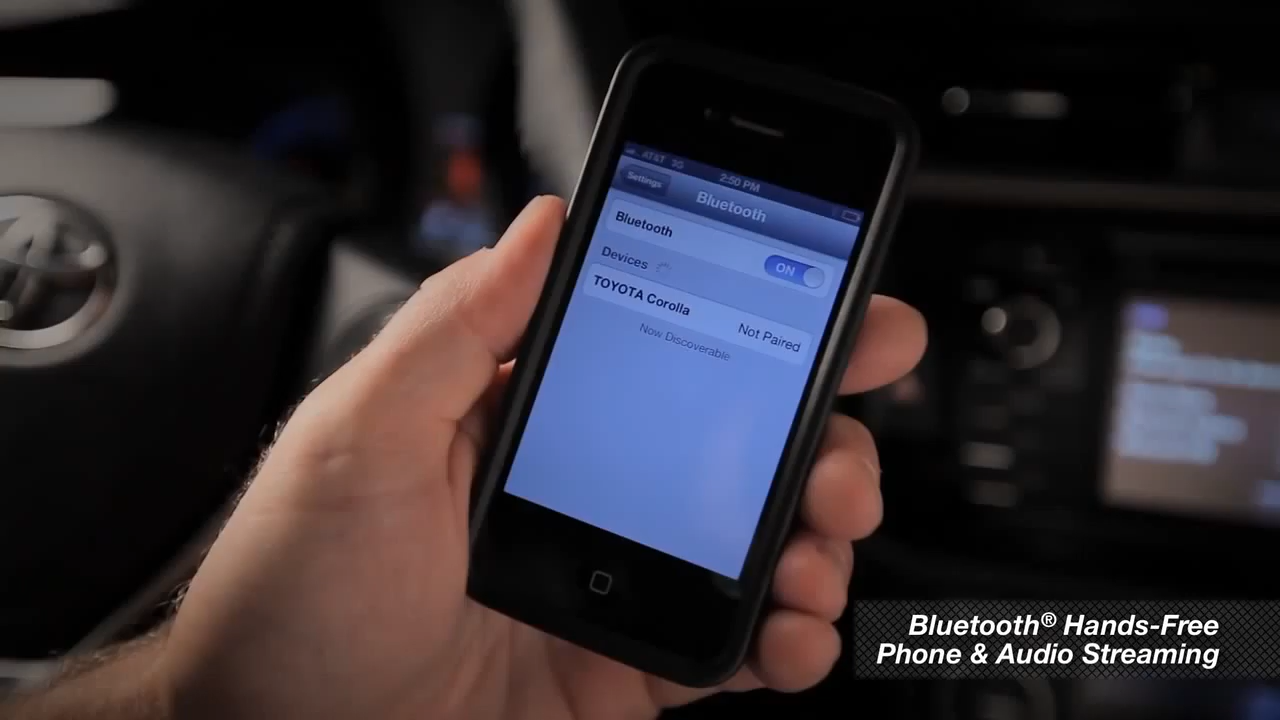 AT&T 3G
2:50 PM
Settings
Bluetooth
Bluetooth
ON
Devices
TOYOTA Corolla
Not Paired
Now Discoverable
Bluetooth® Hands-Free
Phone & Audio Streaming